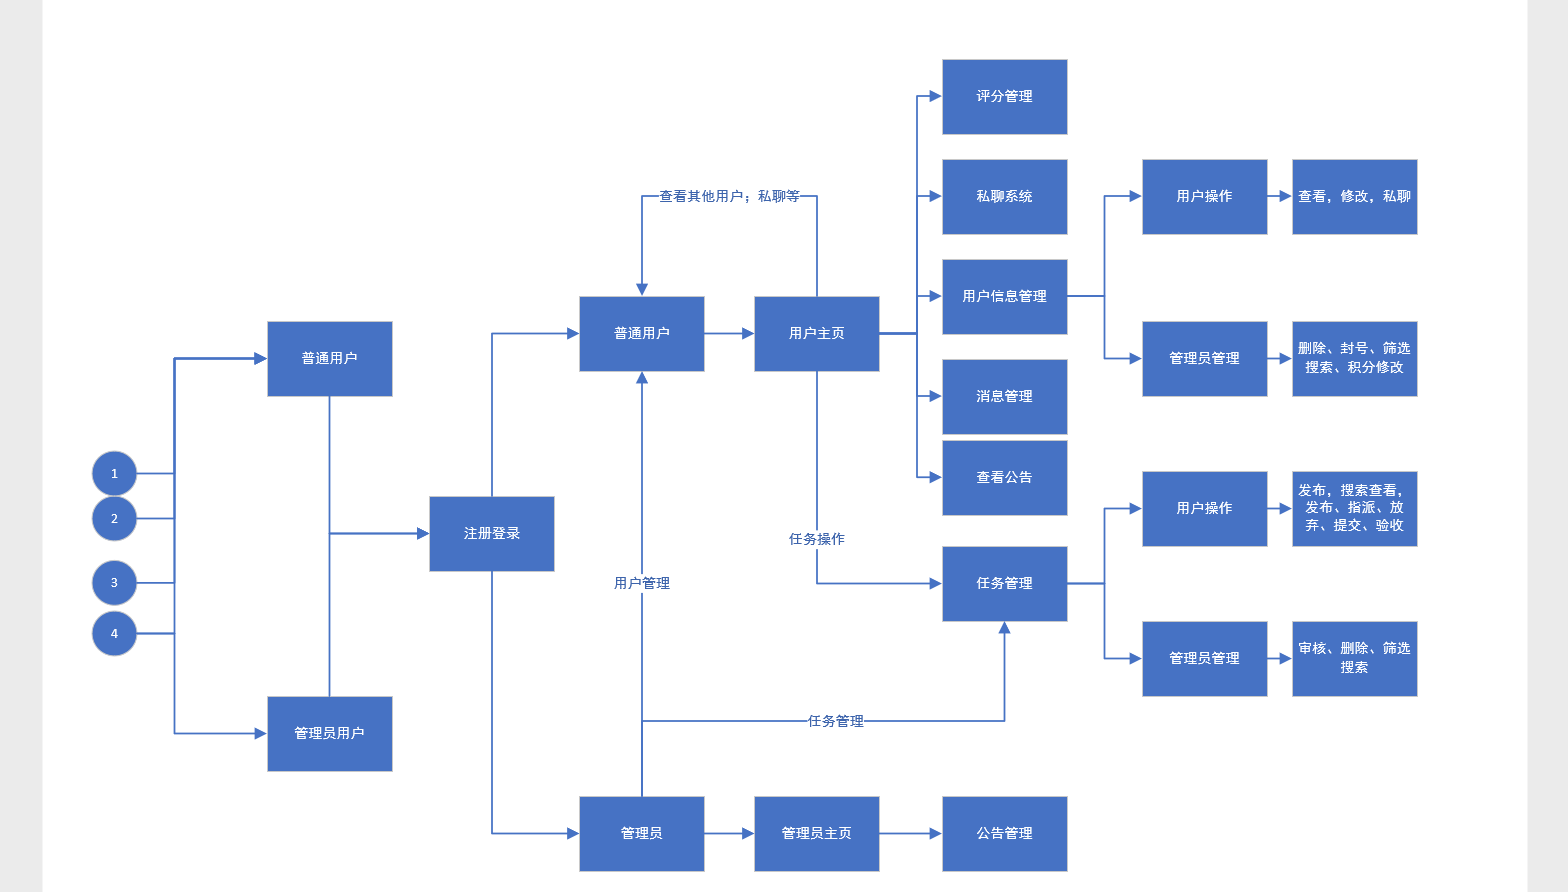 评分管理
查看其他用户；私聊等
私聊系统
用户操作
查看，修改，私聊
用户信息管理
普通用户
用户主页
普通用户
管理员管理
删除、封号、筛选
搜索、积分修改
消息管理
1
查看公告
2
注册登录
用户操作
发布，搜索查看，
发布、指派、放
弃、提交、验收
任务操作
3
用户管理
任务管理
4
管理员管理
审核、删除、筛选
搜索
任务管理
管理员用户
管理员
管理员主页
公告管理